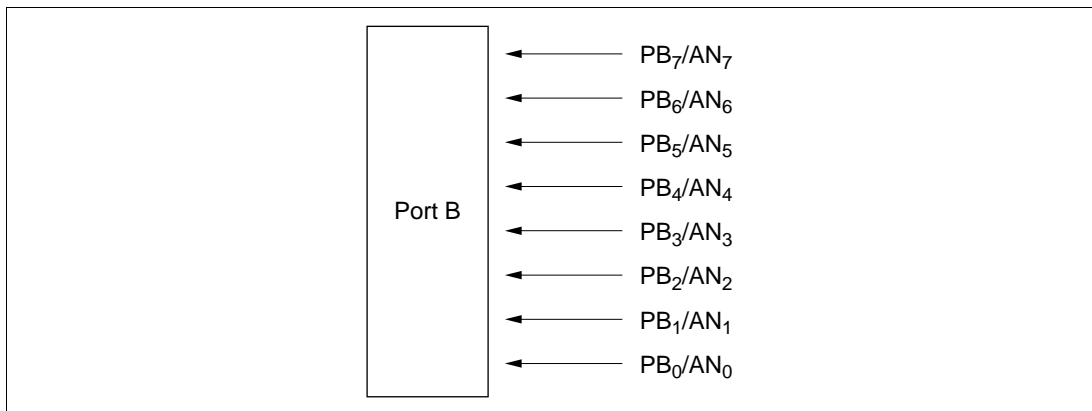 Port B
PB₇/AN₇
PB₆/AN₆
PB₅/AN₅
PB₄/AN₄
PB₃/AN₃
PB₂/AN₂
PB₁/AN₁
PB₀/AN₀